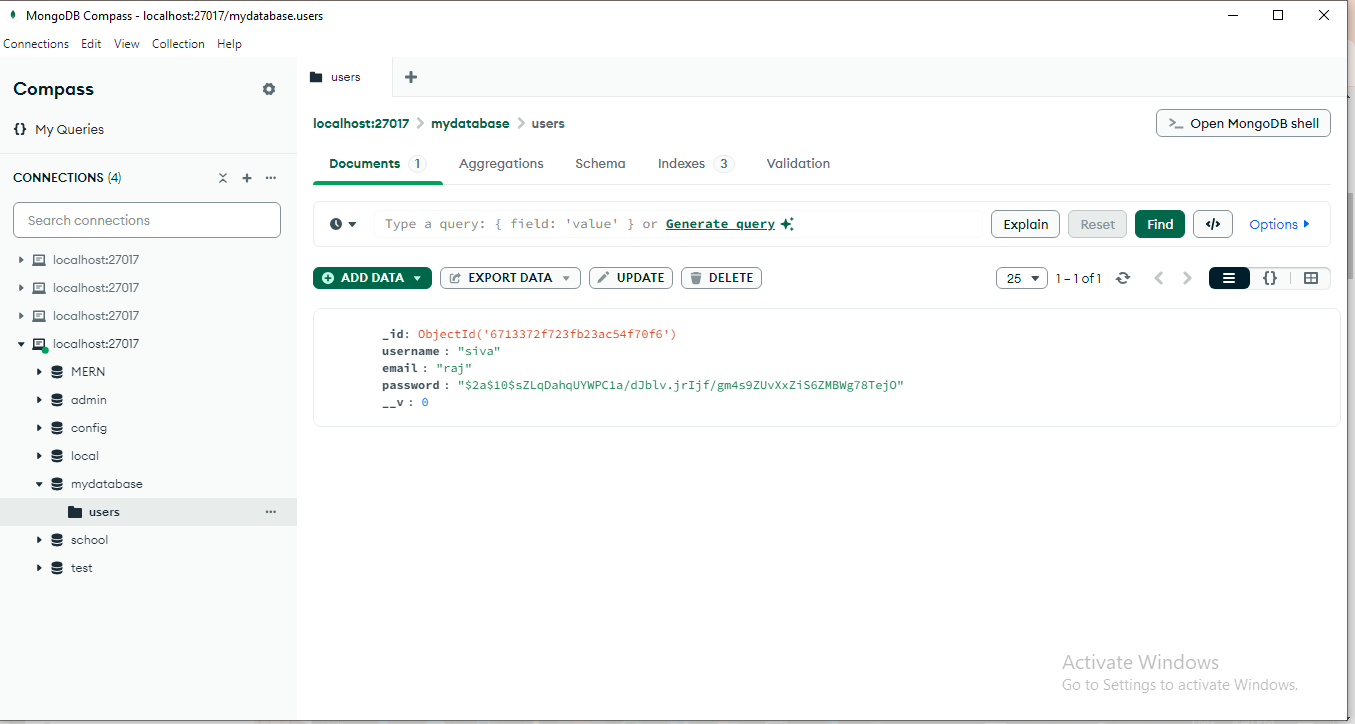 MongoDB Compass - localhost:27017/mydatabase.users
Connections Edit View Collection Help
Compass
{} My Queries
CONNECTIONS (4)
Search connections
localhost:27017
localhost:27017
localhost:27017
localhost:27017
MERN
admin
config
local
mydatabase
users
school
test
users
localhost:27017 > mydatabase > users
>_ Open MongoDB shell
Documents 1 Aggregations Schema Indexes 3 Validation
Type a query: { field: 'value' } or Generate query
Explain Reset Find </> Options
ADD DATA EXPORT DATA UPDATE DELETE
25 1 – 1 of 1 {}
_id: ObjectId('6713372f723fb23ac54f70f6')
username : "siva"
email : "raj"
password : "$2a$10$sZLqDahqUYWPC1a/dJblv.jrIjf/gm4s9ZUvXxZiS6ZMBWg78TejO"
__v : 0
Activate Windows
Go to Settings to activate Windows.